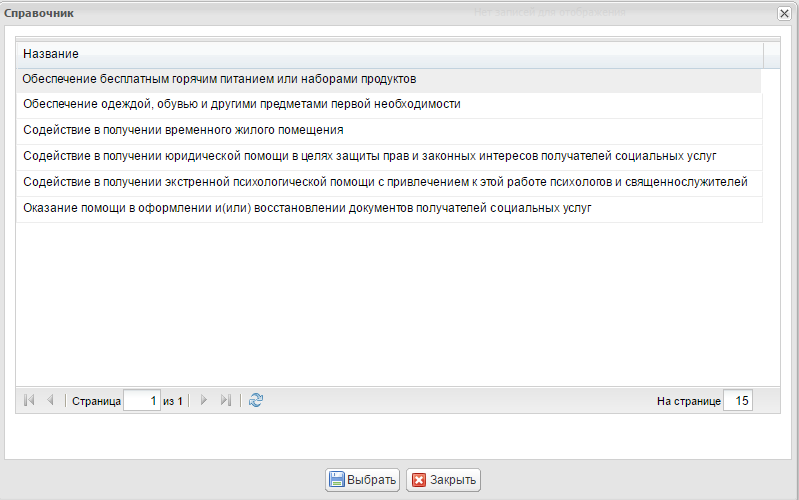 Справочник
Нет записей для отображения
Название
Обеспечение бесплатным горячим питанием или наборами продуктов
Обеспечение одеждой, обувью и другими предметами первой необходимости
Содействие в получении временного жилого помещения
Содействие в получении юридической помощи в целях защиты прав и законных интересов получателей социальных услуг
Содействие в получении экстренной психологической помощи с привлечением к этой работе психологов и священнослужителей
Оказание помощи в оформлении и(или) восстановлении документов получателей социальных услуг
Страница 1 из 1 На странице 15
Выбрать Закрыть